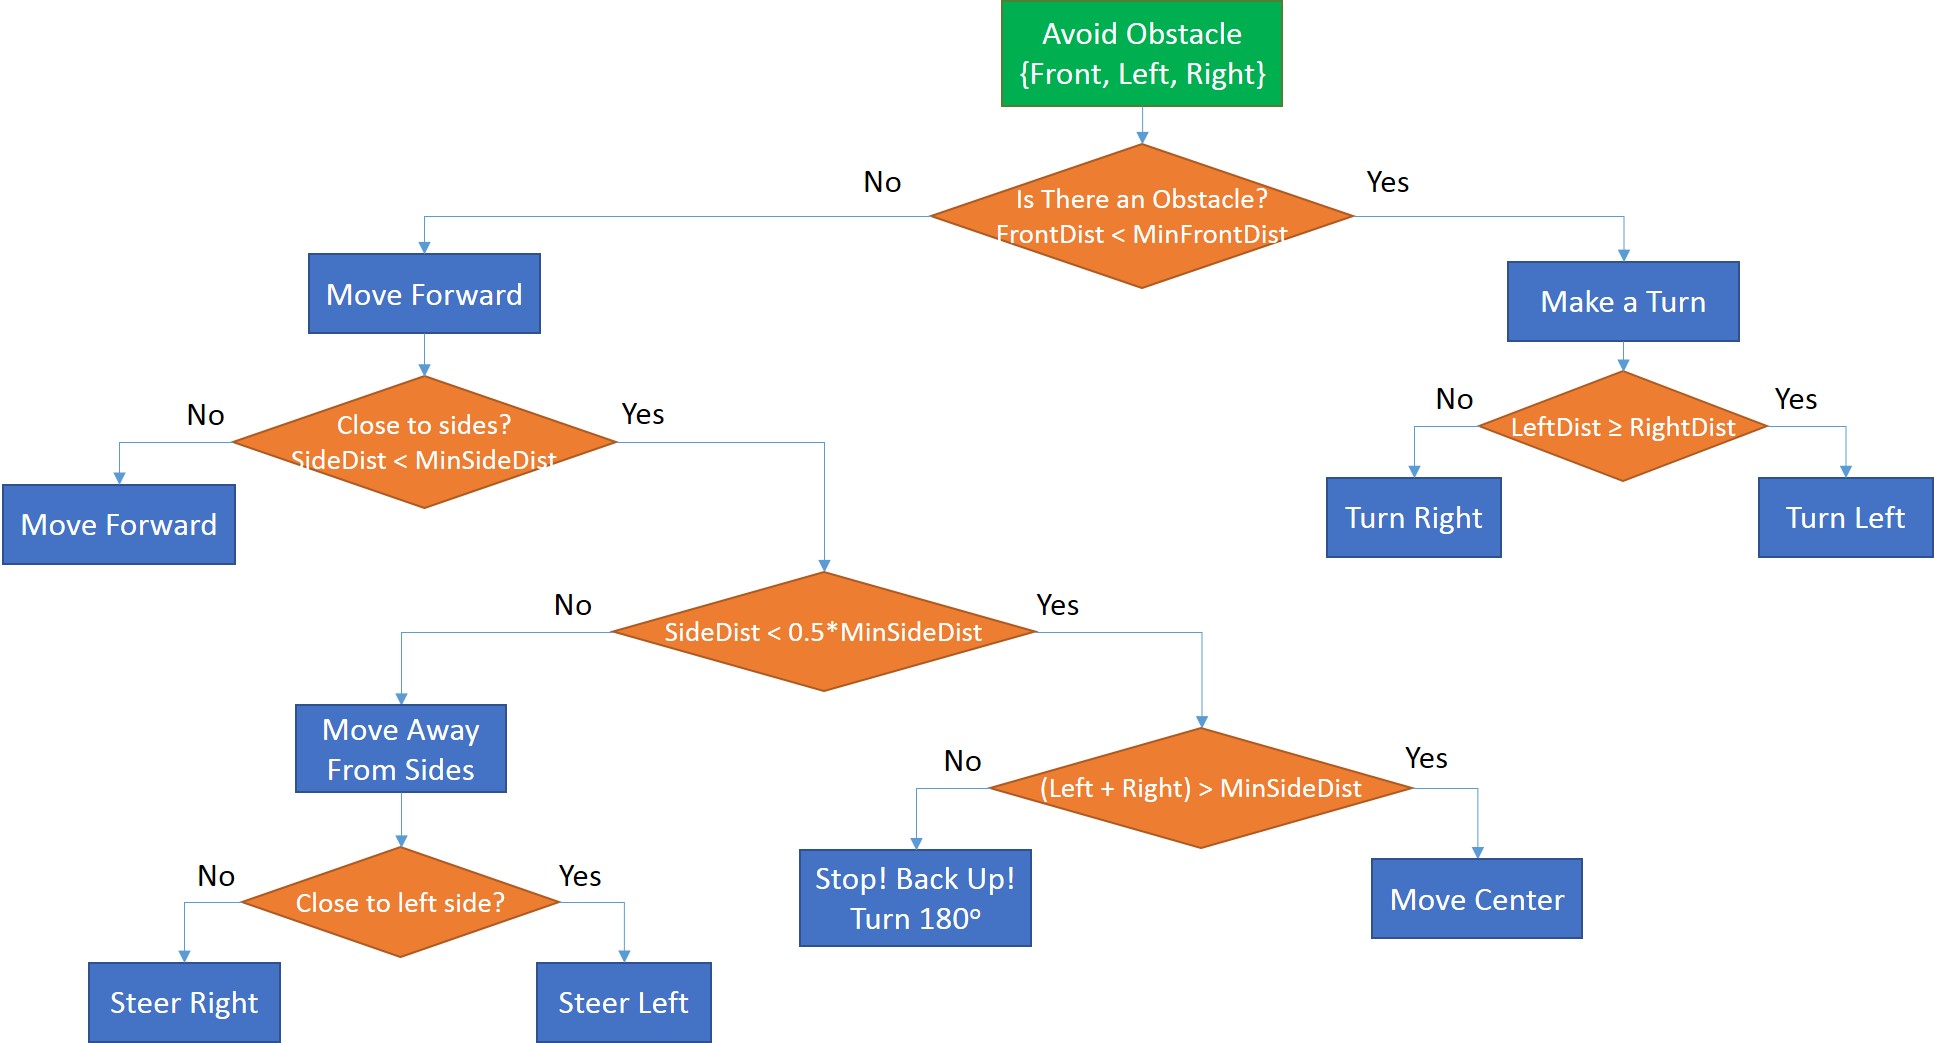 Avoid Obstacle
{Front, Left, Right}
No
Yes
Is There an Obstacle?
FrontDist < MinFrontDist
Move Forward
Make a Turn
No
Yes
Close to sides?
SideDist < MinSideDist
No
Yes
LeftDist ≥ RightDist
Move Forward
Turn Right
Turn Left
No
Yes
SideDist < 0.5*MinSideDist
Move Away
From Sides
No
Yes
(Left + Right) > MinSideDist
No
Yes
Close to left side?
Stop! Back Up!
Turn 180º
Move Center
Steer Right
Steer Left